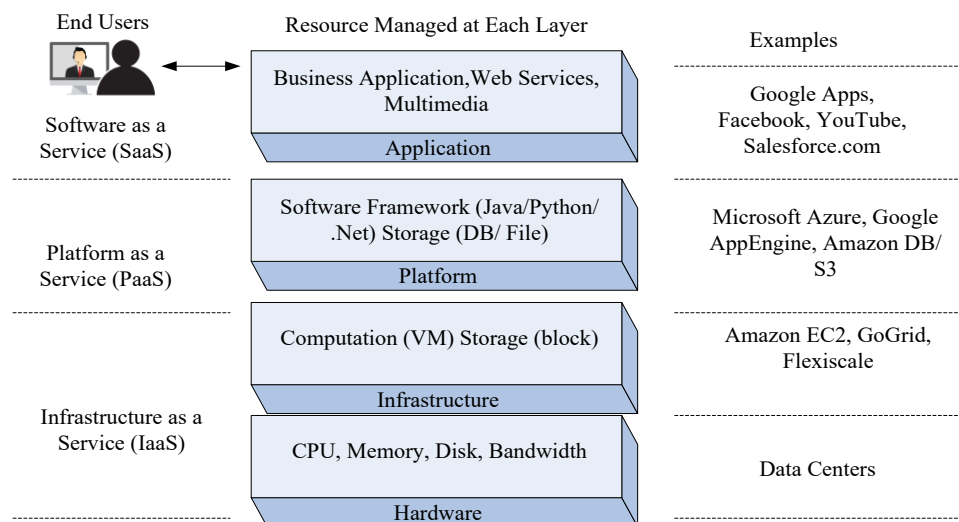 End Users
Resource Managed at Each Layer
Examples
Business Application,Web Services,
Multimedia
Application
Software as a
Service (SaaS)
Google Apps,
Facebook, YouTube,
Salesforce.com
Software Framework (Java/Python/
.Net) Storage (DB/ File)
Platform
Platform as a
Service (PaaS)
Microsoft Azure, Google
AppEngine, Amazon DB/
S3
Computation (VM) Storage (block)
Infrastructure
Amazon EC2, GoGrid,
Flexiscale
Infrastructure as a
Service (IaaS)
CPU, Memory, Disk, Bandwidth
Hardware
Data Centers